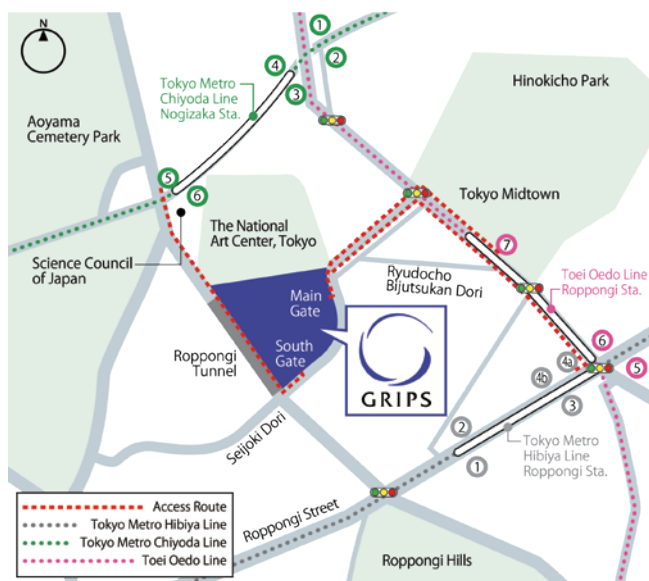 N
1
2
4
3
Tokyo Metro
Chiyoda Line
Nogizaka Sta.
Hinokicho Park
Aoyama
Cemetery Park
5
6
Tokyo Midtown
The National
Art Center, Tokyo
7
Science Council
of Japan
Ryudocho
Bijutsukan Dori
Toei Oedo Line
Roppongi Sta.
Main
Gate
Roppongi
Tunnel
South
Gate
GRIPS
6
5
4a
4b
3
2
1
Tokyo Metro
Hibiya Line
Roppongi Sta.
Seijoki Dori
Roppongi Street
Roppongi Hills
Access Route
Tokyo Metro Hibiya Line
Tokyo Metro Chiyoda Line
Toei Oedo Line